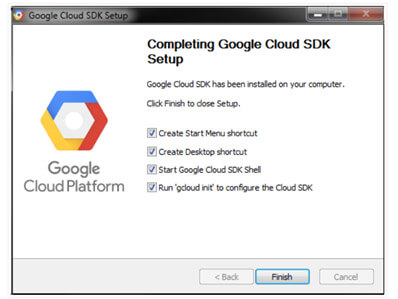 Google Cloud SDK Setup
Completing Google Cloud SDK
Setup
Google Cloud SDK has been installed on your computer.
Click Finish to close Setup.
Create Start Menu shortcut
Create Desktop shortcut
Start Google Cloud SDK Shell
Run 'gcloud init' to configure the Cloud SDK
Google
Cloud Platform
< Back
Finish
Cancel